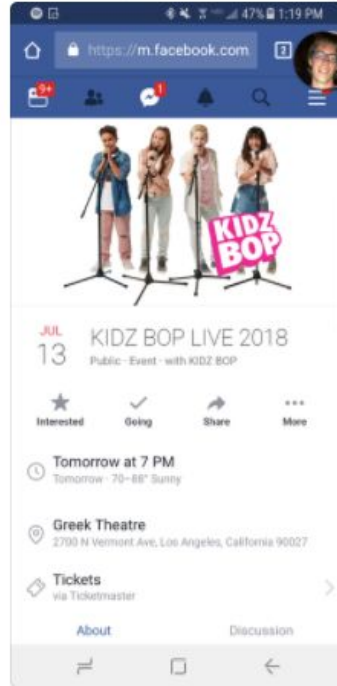 47% 1:19 PM
https://m.facebook.com 2
9+ 1
KIDZ
BOP
JUL
13
KIDZ BOP LIVE 2018
Public · Event · with KIDZ BOP
Interested Going Share More
Tomorrow at 7 PM
Tomorrow · 70–88° Sunny
Greek Theatre
2700 N Vermont Ave, Los Angeles, California 90027
Tickets
via Ticketmaster
About Discussion